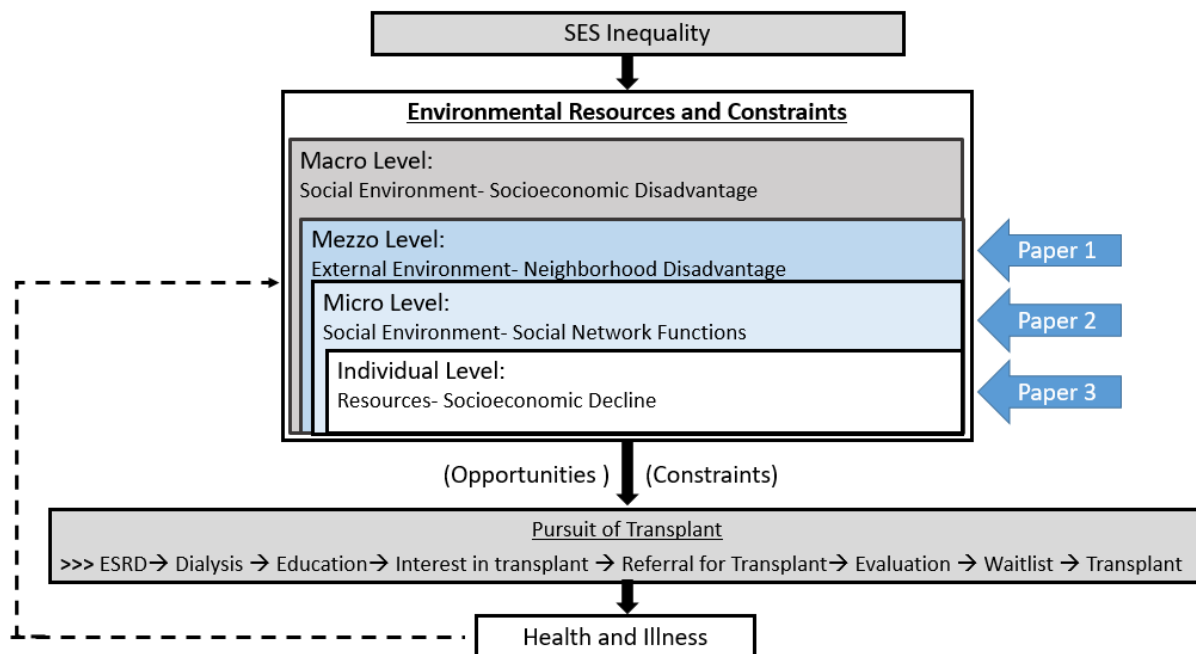 SES Inequality
Environmental Resources and Constraints
Macro Level:
Social Environment- Socioeconomic Disadvantage
Mezzo Level:
External Environment- Neighborhood Disadvantage
Paper 1
Micro Level:
Social Environment- Social Network Functions
Paper 2
Individual Level:
Resources- Socioeconomic Decline
Paper 3
(Opportunities ) (Constraints)
Pursuit of Transplant
>>> ESRD→ Dialysis → Education→ Interest in transplant → Referral for Transplant→ Evaluation → Waitlist → Transplant
Health and Illness